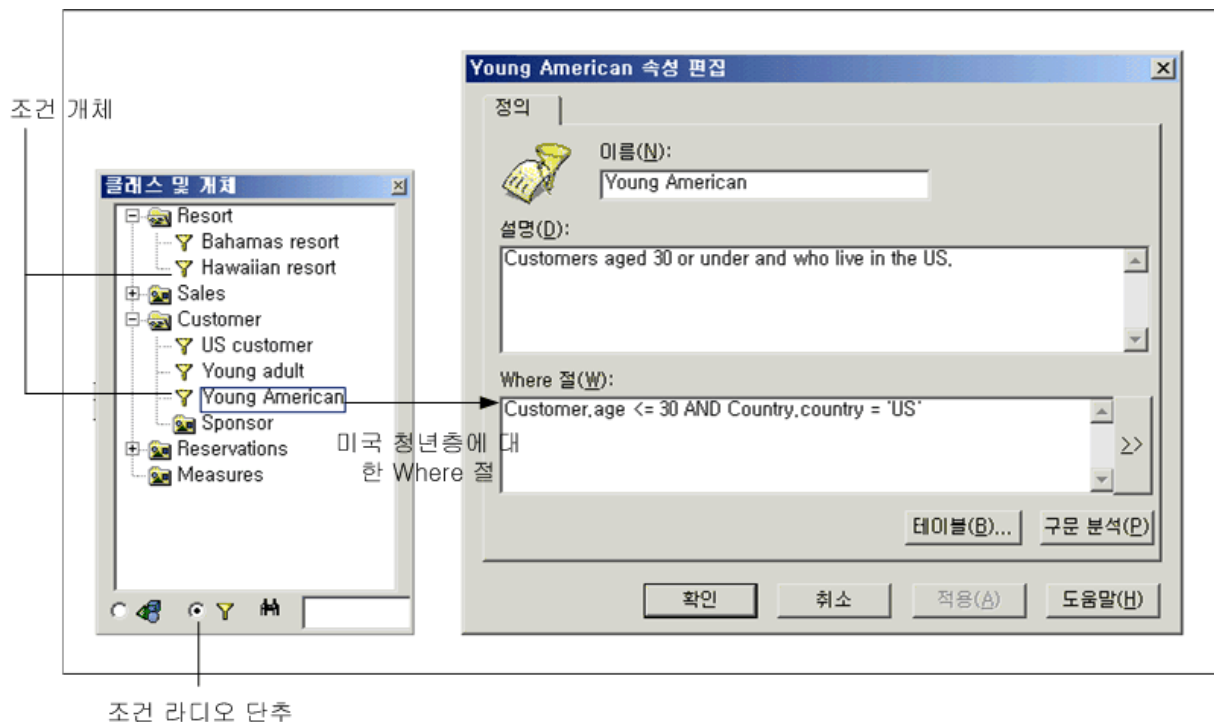 조건 개체
클래스 및 개체
Resort
Bahamas resort
Hawaiian resort
Sales
Customer
US customer
Young adult
Young American
Sponsor
Reservations
Measures
조건 라디오 단추
미국 청년층에 대
한 Where 절
Young American 속성 편집
정의
이름(N):
Young American
설명(D):
Customers aged 30 or under and who live in the US.
Where 절(W):
Customer.age <= 30 AND Country.country = 'US'
>>
테이블(B)...
구문 분석(P)
확인
취소
적용(A)
도움말(H)